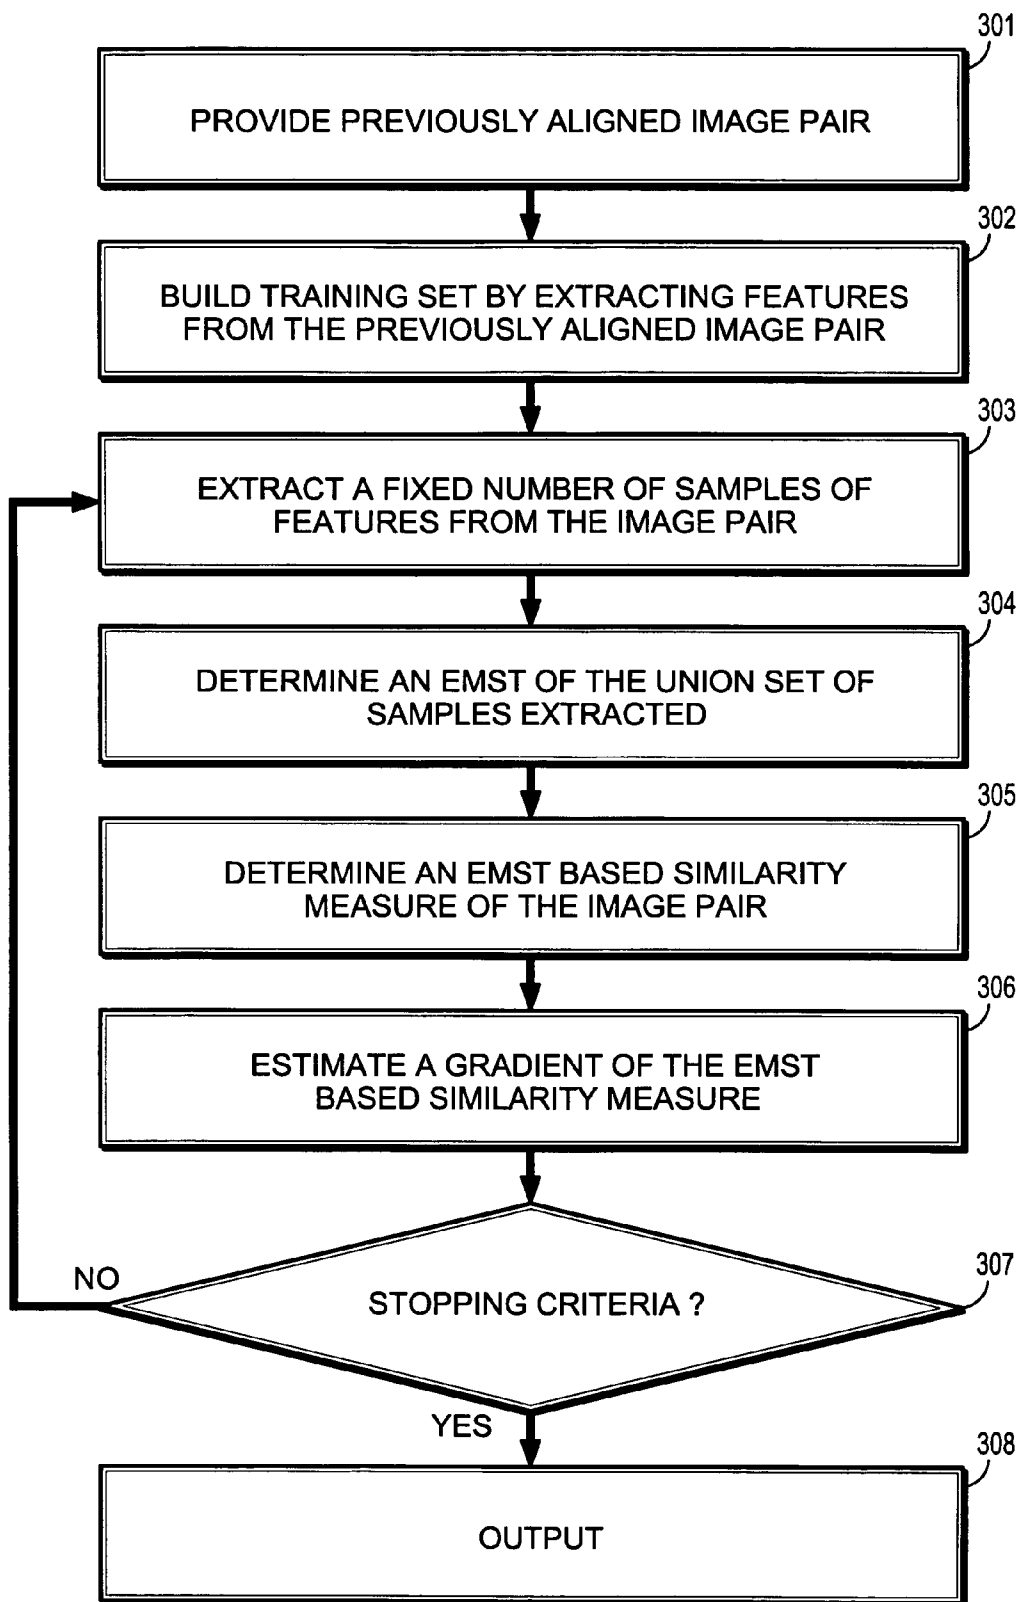 301
PROVIDE PREVIOUSLY ALIGNED IMAGE PAIR
302
BUILD TRAINING SET BY EXTRACTING FEATURES
FROM THE PREVIOUSLY ALIGNED IMAGE PAIR
303
EXTRACT A FIXED NUMBER OF SAMPLES OF
FEATURES FROM THE IMAGE PAIR
304
DETERMINE AN EMST OF THE UNION SET OF
SAMPLES EXTRACTED
305
DETERMINE AN EMST BASED SIMILARITY
MEASURE OF THE IMAGE PAIR
306
ESTIMATE A GRADIENT OF THE EMST
BASED SIMILARITY MEASURE
NO
307
STOPPING CRITERIA ?
YES
308
OUTPUT